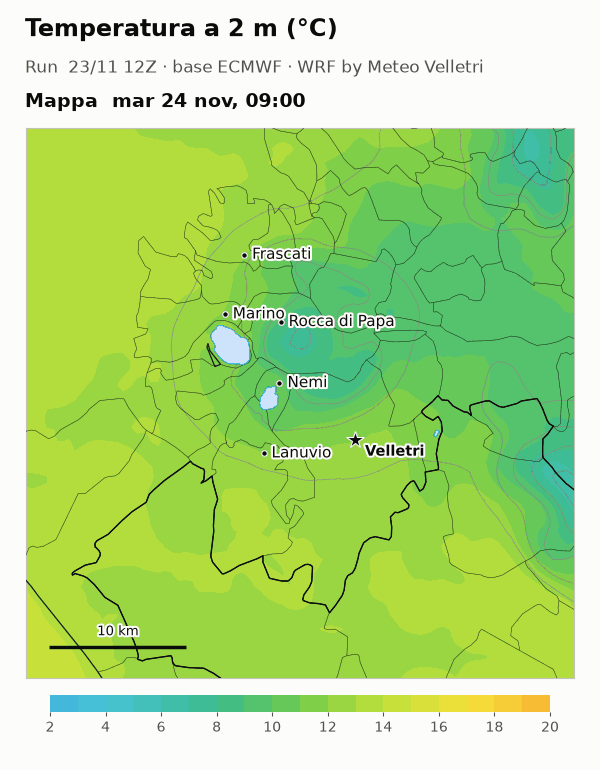 Temperatura a 2 m (°C)
Run  23/11 12Z · base ECMWF · WRF by Meteo Velletri
Mappa  mar 24 nov, 09:00
Frascati
Marino
Rocca di Papa
Nemi
Velletri
Lanuvio
10 km
2 4 6 8 10 12 14 16 18 20